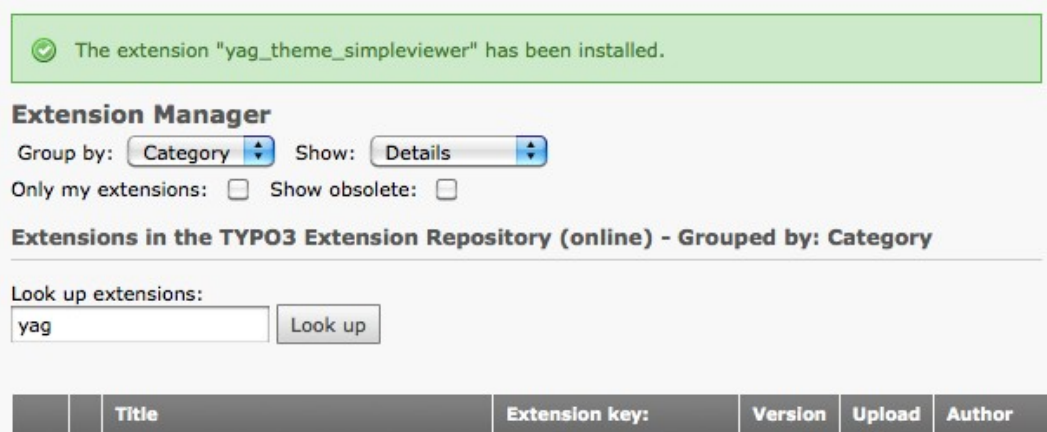 The extension "yag_theme_simpleviewer" has been installed.
Extension Manager
Group by: Category Show: Details
Only my extensions: Show obsolete:
Extensions in the TYPO3 Extension Repository (online) - Grouped by: Category
Look up extensions:
yag Look up
Title Extension key: Version Upload Author